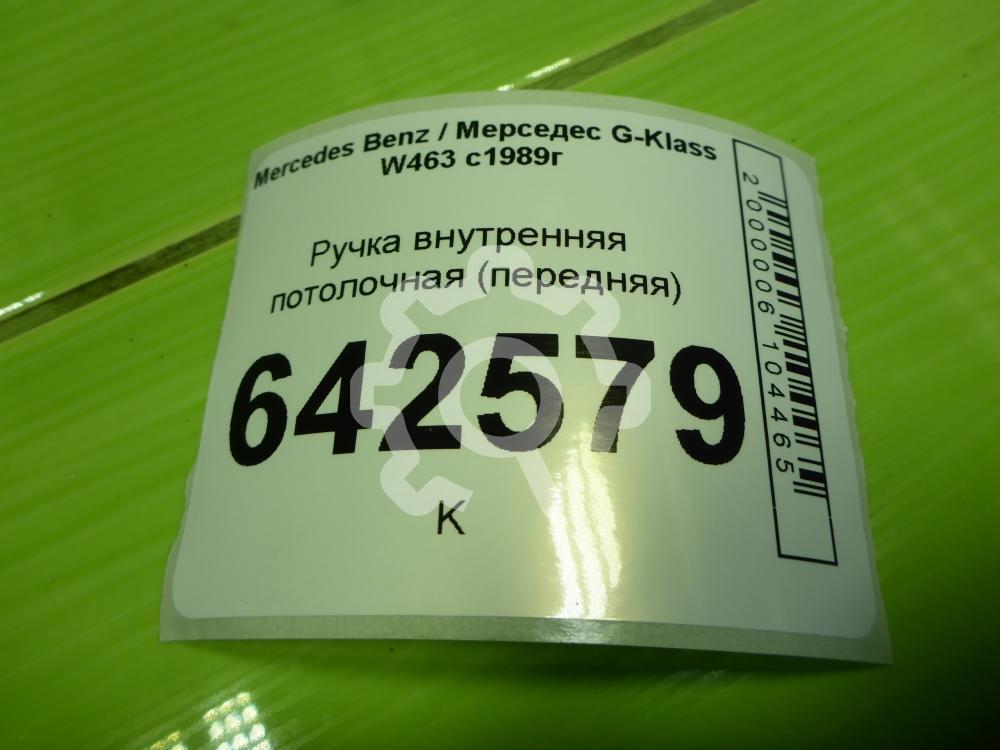 Mercedes Benz / Мерседес G-Klass
W463 с1989г
Ручка внутренняя
потолочная (передняя)
642579
К
2000006104465